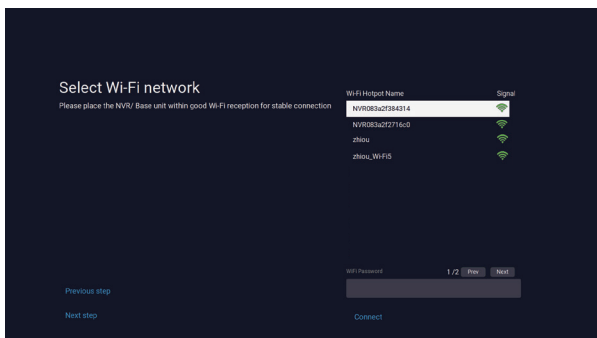 Select Wi-Fi network
Please place the NVR/ Base unit within good Wi-Fi reception for stable connection
Wi-Fi Hotpot Name Signal
NVR083a2f384314
NVR083a2f2716c0
zhiou
zhiou_Wi-Fi5
WiFi Password 1 /2 Prev Next
Previous step
Next step
Connect